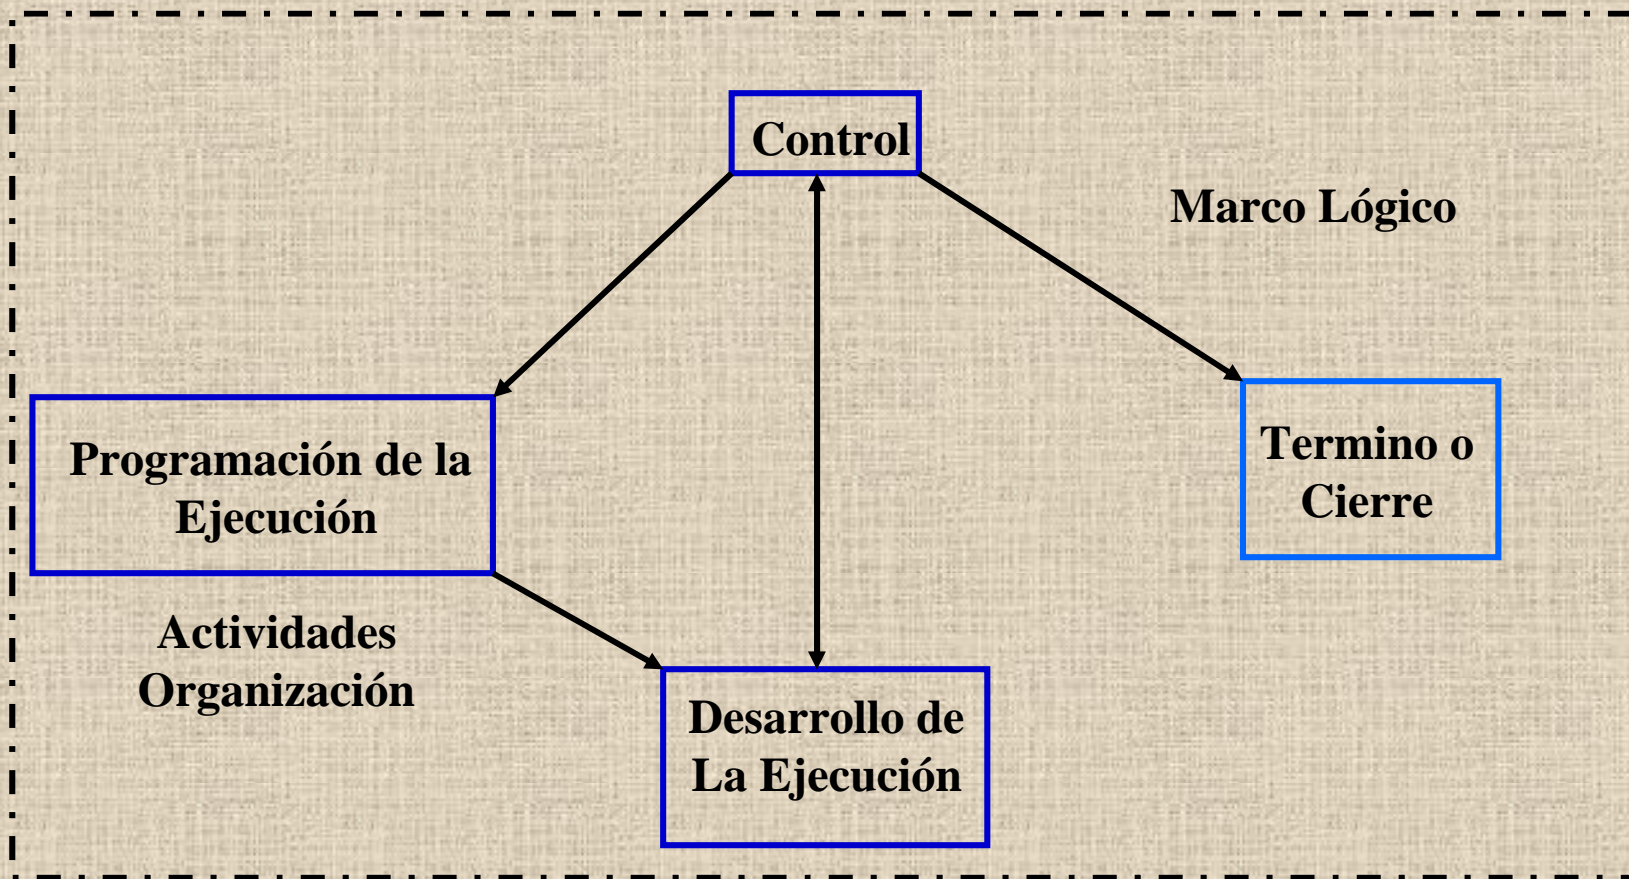 Control
Marco Lógico
Programación de la
Ejecución
Termino o
Cierre
Actividades
Organización
Desarrollo de
La Ejecución